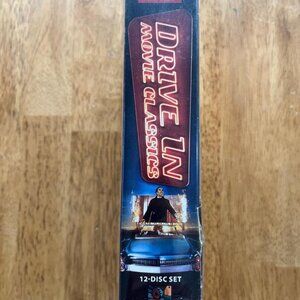 DRIVE IN
MOVIE CLASSICS
12-DISC SET